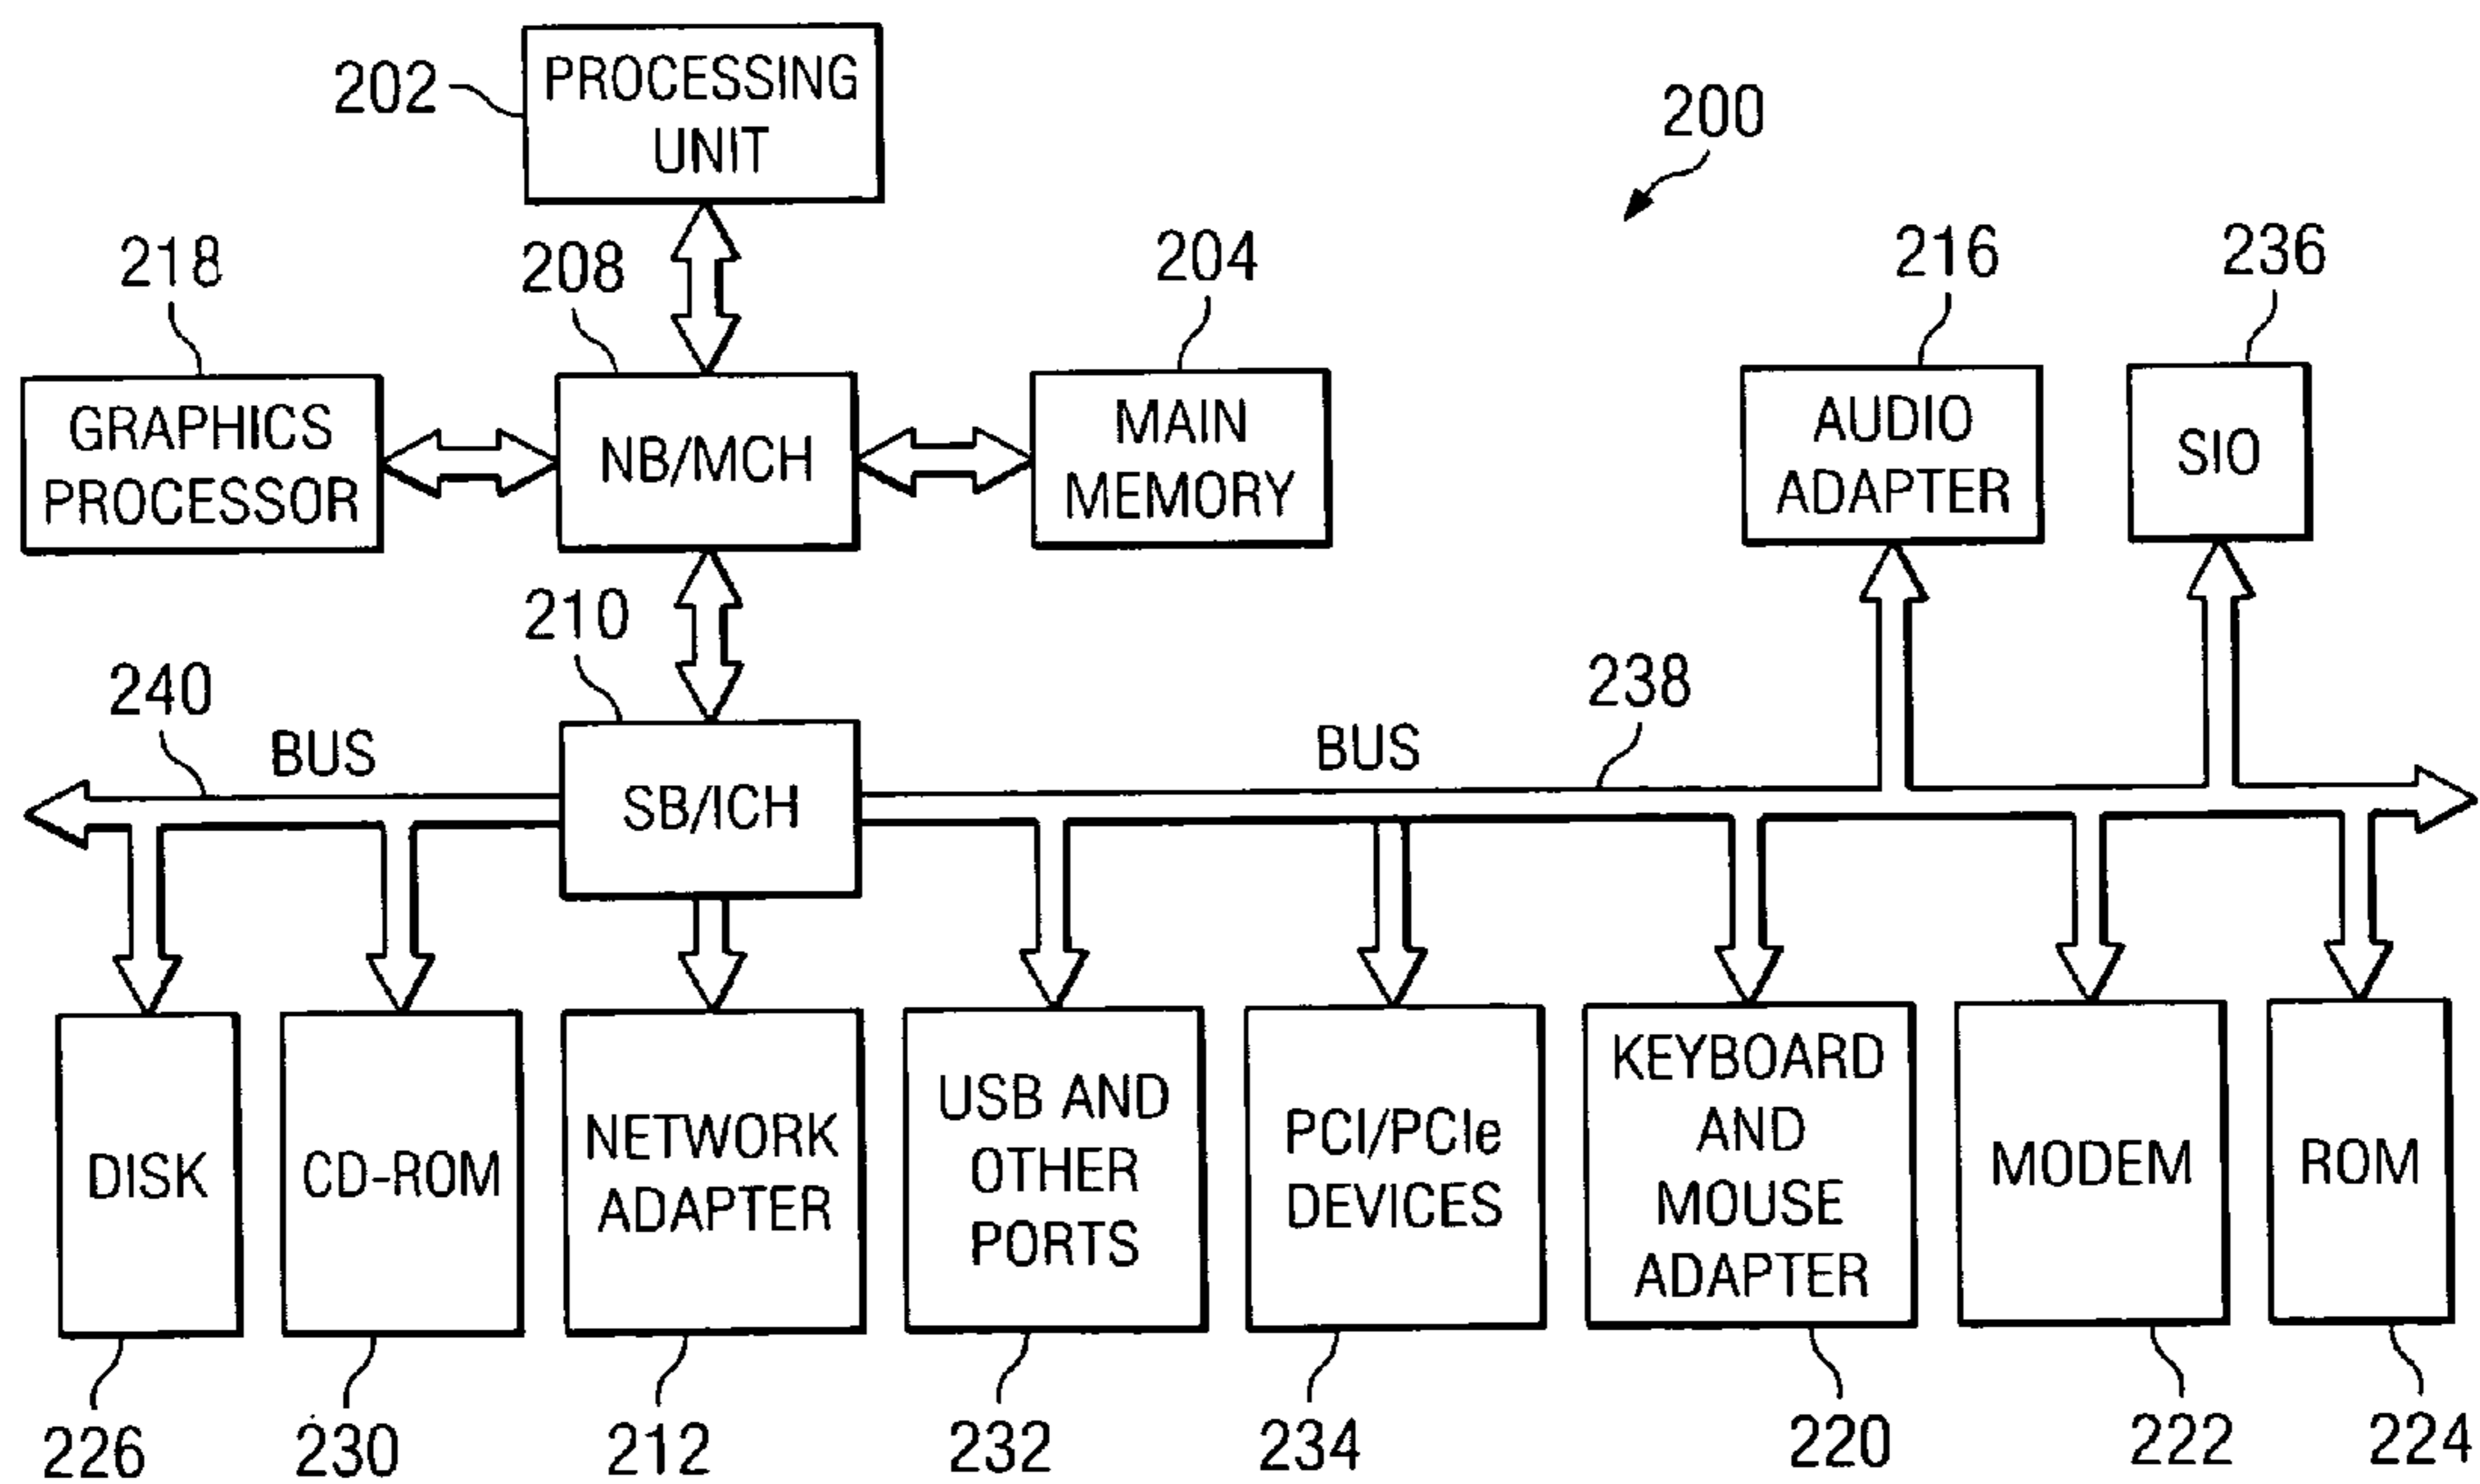 202
PROCESSING
UNIT
200
218
208
204
216
236
GRAPHICS
PROCESSOR
NB/MCH
MAIN
MEMORY
AUDIO
ADAPTER
SIO
210
240
BUS
238
BUS
SB/ICH
DISK
CD-ROM
NETWORK
ADAPTER
USB AND
OTHER
PORTS
PCI/PCIe
DEVICES
KEYBOARD
AND
MOUSE
ADAPTER
MODEM
ROM
226
230
212
232
234
220
222
224